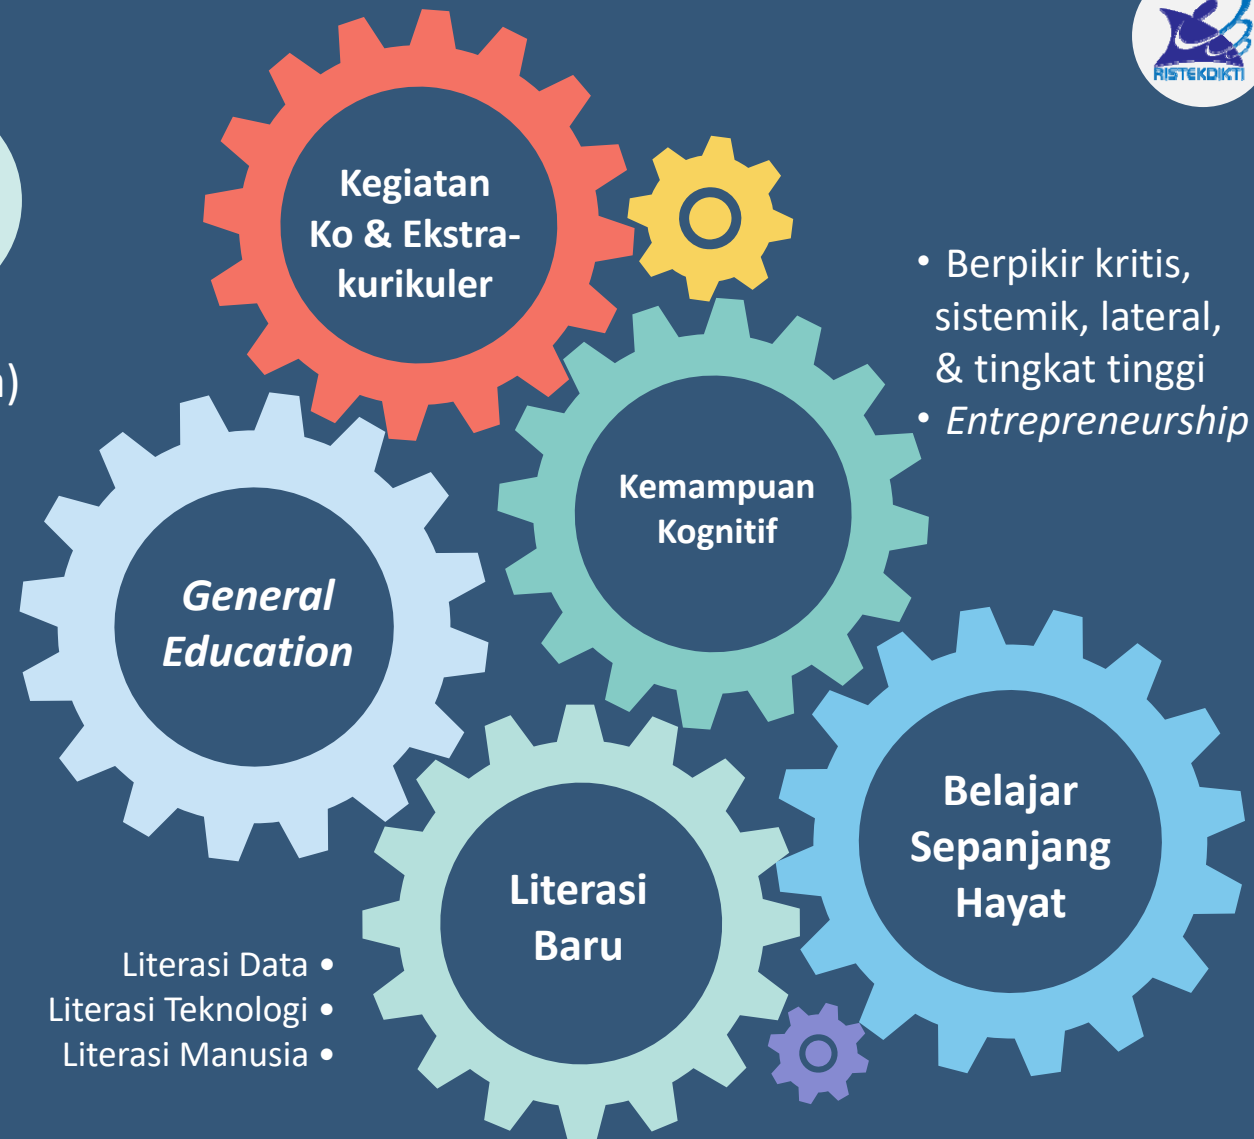 RISTEKDIKTI
Kegiatan
Ko & Ekstra-
kurikuler
• Berpikir kritis,
sistemik, lateral,
& tingkat tinggi
• Entrepreneurship
Kemampuan
Kognitif
General
Education
Belajar
Sepanjang
Hayat
Literasi
Baru
Literasi Data •
Literasi Teknologi •
Literasi Manusia •